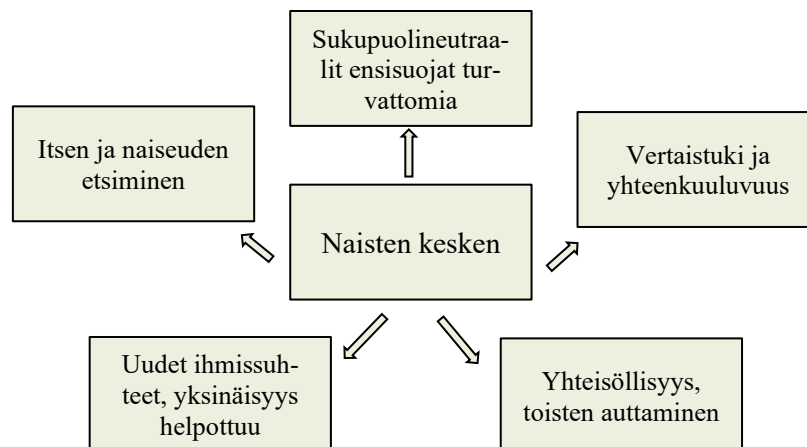 Sukupuolineutraa-
lit ensisuojat tur-
vattomia
Itsen ja naiseuden
etsiminen
Vertaistuki ja
yhteenkuuluvuus
Naisten kesken
Uudet ihmissuh-
teet, yksinäisyys
helpottuu
Yhteisöllisyys,
toisten auttaminen